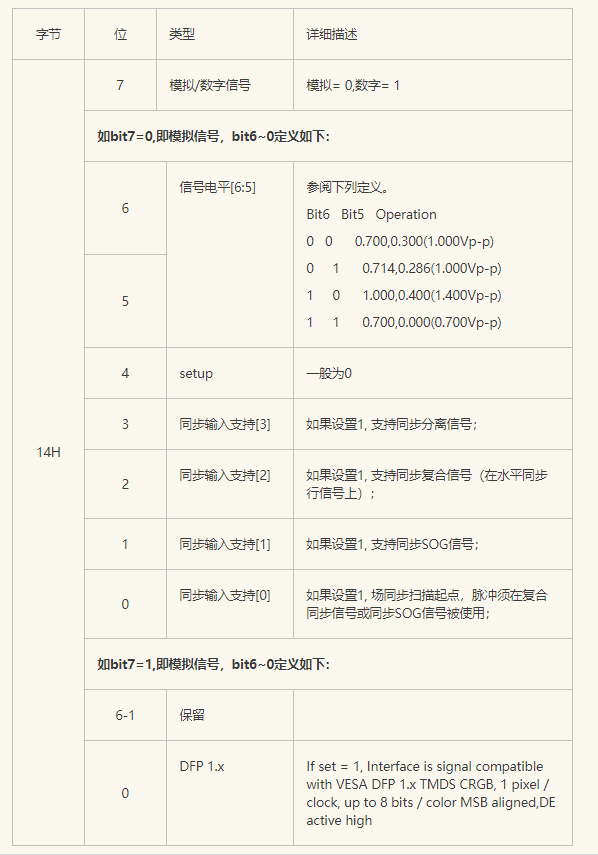 字节 位 类型 详细描述
14H
7 模拟/数字信号 模拟= 0,数字= 1
如bit7=0,即模拟信号，bit6~0定义如下：
6
5
信号电平[6:5]
参阅下列定义。
Bit6 Bit5 Operation
0 0 0.700,0.300(1.000Vp-p)
0 1 0.714,0.286(1.000Vp-p)
1 0 1.000,0.400(1.400Vp-p)
1 1 0.700,0.000(0.700Vp-p)
4 setup 一般为0
3 同步输入支持[3] 如果设置1, 支持同步分离信号；
2 同步输入支持[2] 如果设置1, 支持同步复合信号（在水平同步
行信号上）；
1 同步输入支持[1] 如果设置1, 支持同步SOG信号；
0 同步输入支持[0] 如果设置1, 场同步扫描起点，脉冲须在复合
同步信号或同步SOG信号被使用；
如bit7=1,即模拟信号，bit6~0定义如下：
6-1 保留
0 DFP 1.x If set = 1, Interface is signal compatible
with VESA DFP 1.x TMDS CRGB, 1 pixel /
clock, up to 8 bits / color MSB aligned,DE
active high